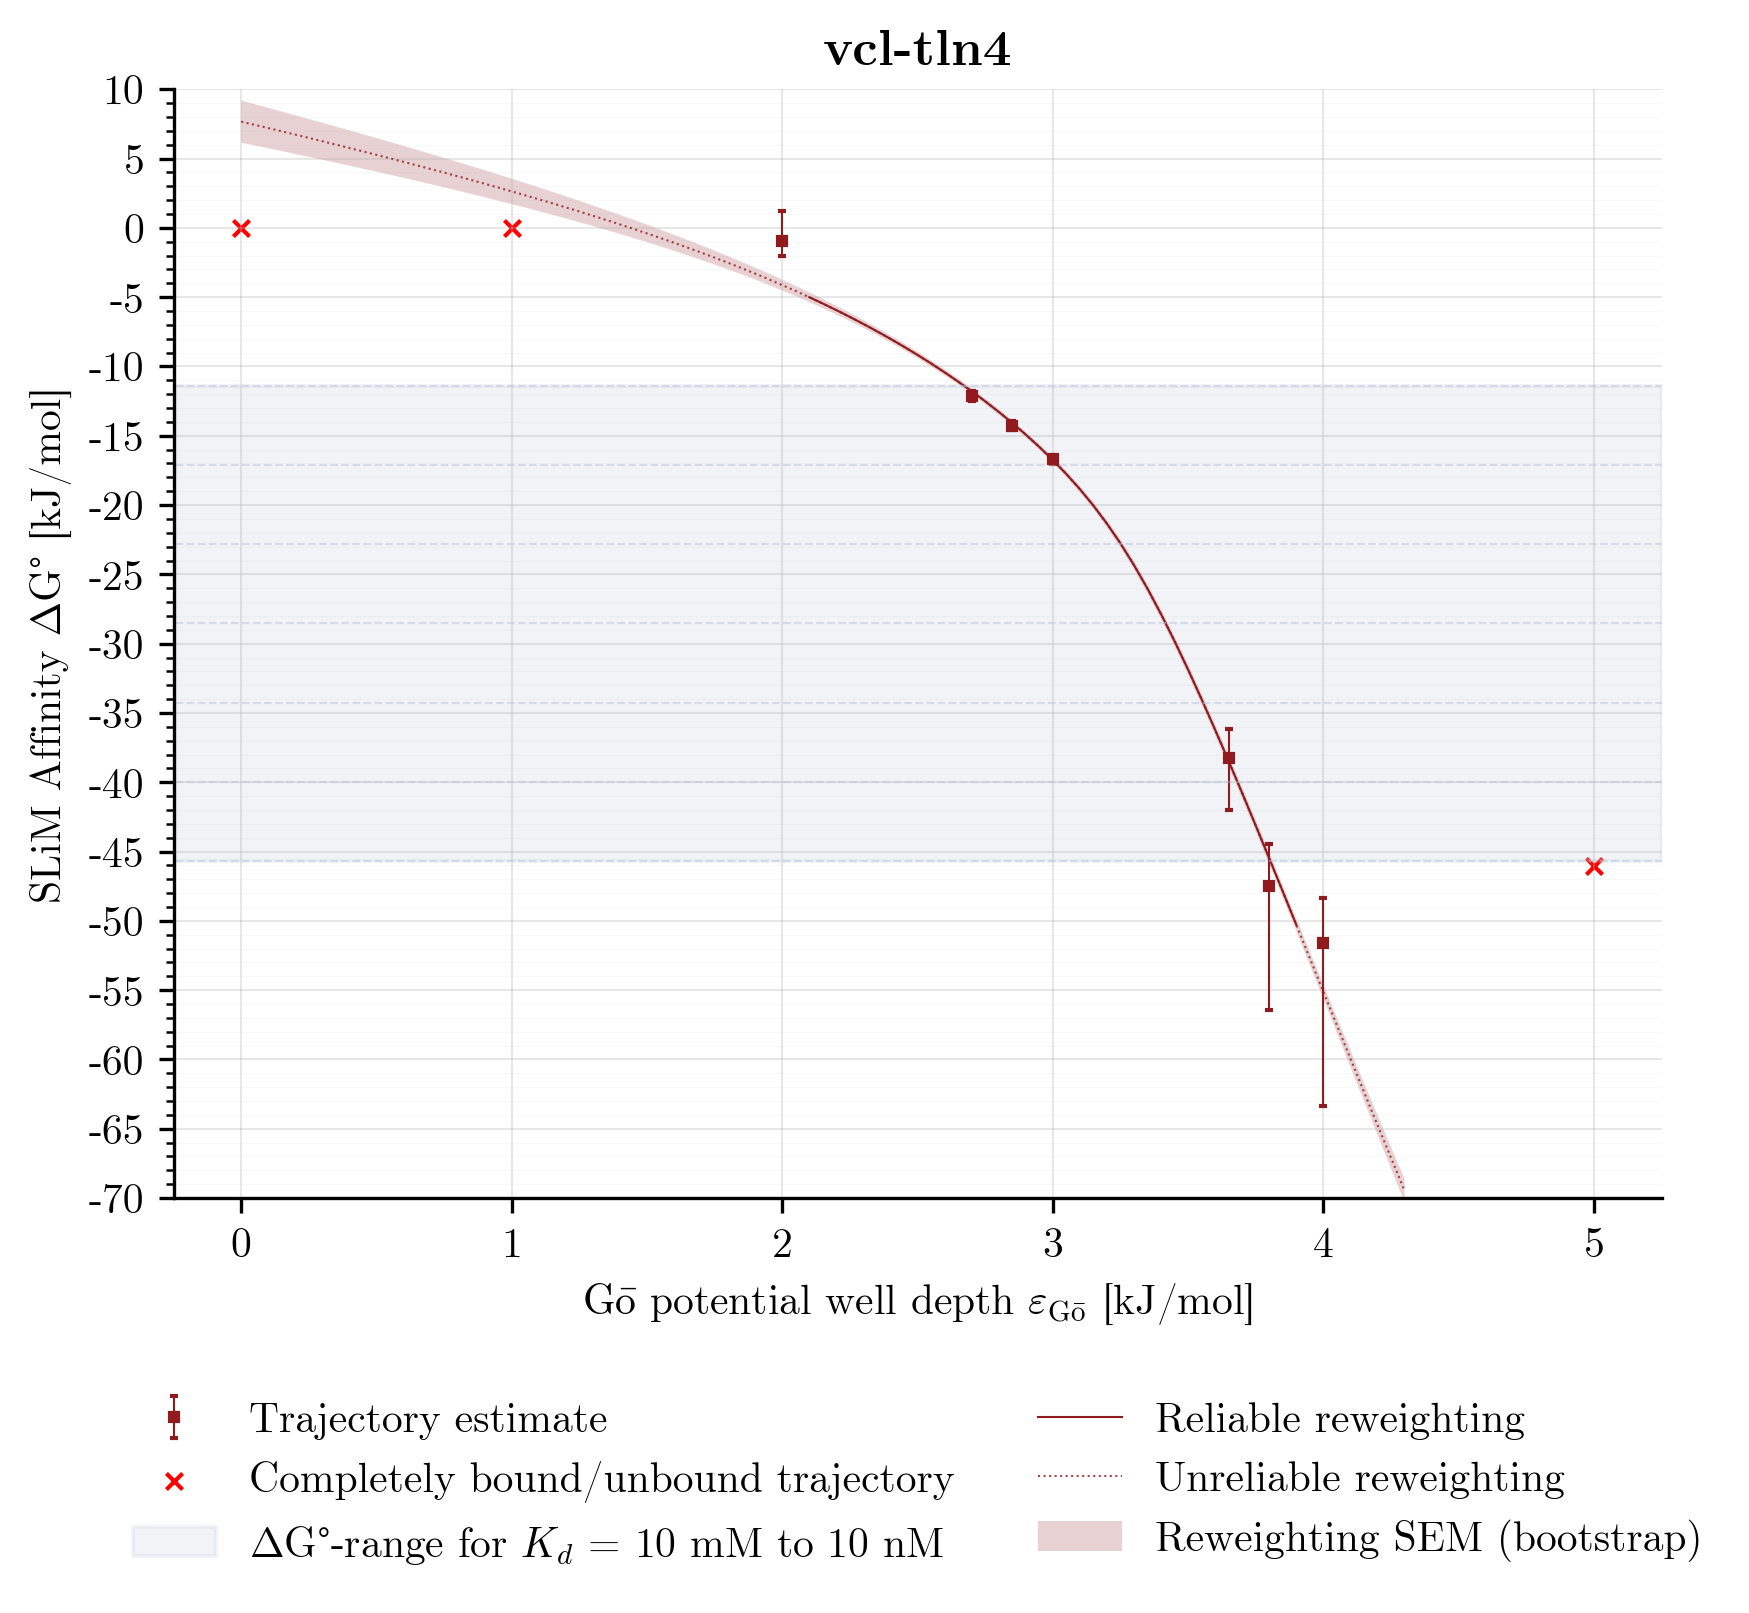 vcl-tln4
10
5
0
-5
-10
-15
-20
-25
-30
-35
-40
-45
-50
-55
-60
-65
-70
SLiM Affinity ΔG° [kJ/mol]
0 1 2 3 4 5
Gō potential well depth εGō [kJ/mol]
Trajectory estimate
Completely bound/unbound trajectory
ΔG°-range for Kd = 10 mM to 10 nM
Reliable reweighting
Unreliable reweighting
Reweighting SEM (bootstrap)